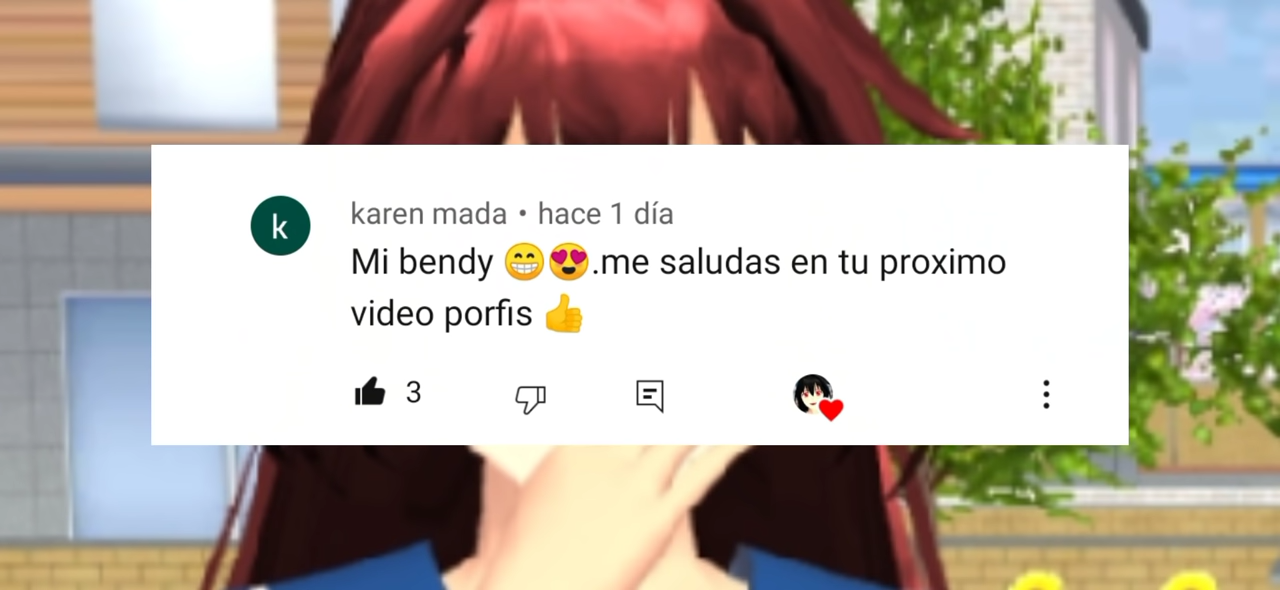 k
karen mada • hace 1 día
Mi bendy 😁😍.me saludas en tu proximo
video porfis 👍
3